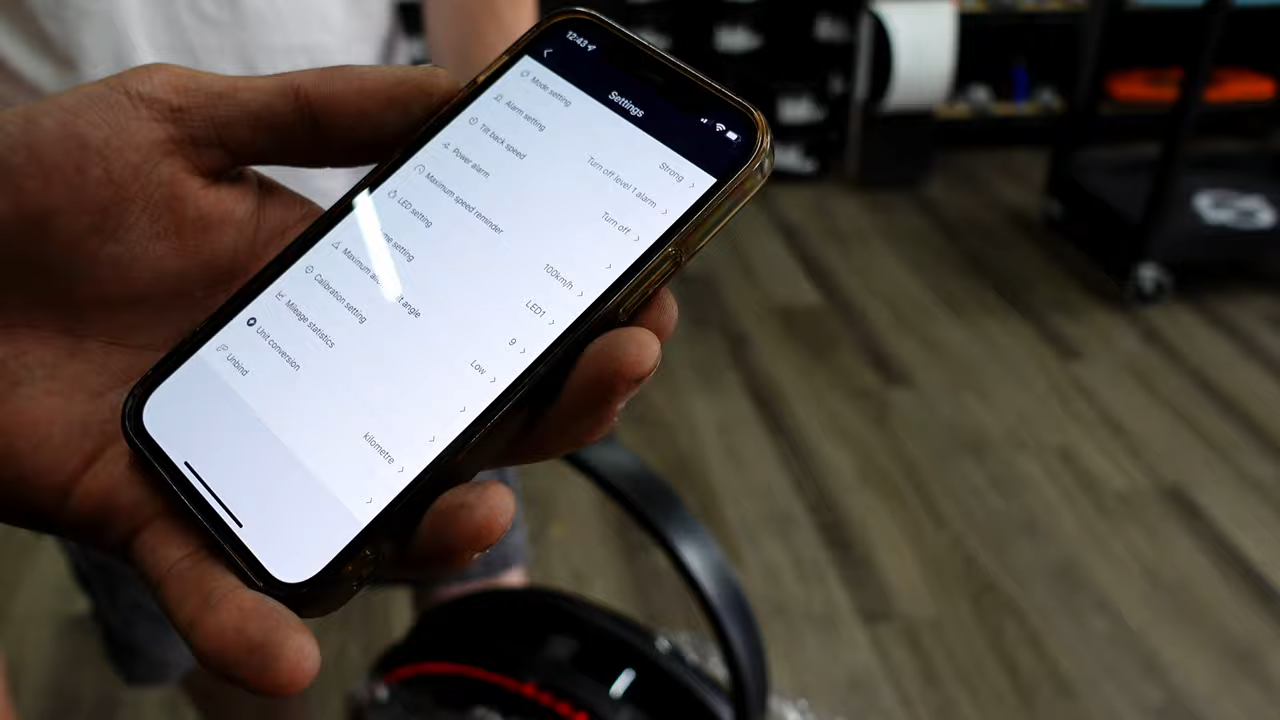 12:43
Settings
Mode setting Strong
Alarm setting Turn off level 1 alarm
Tilt back speed Turn off
Power alarm
Maximum speed reminder 100km/h
LED setting LED1
setting 9
Maximum angle Low
Calibration setting
Mileage statistics
Unit conversion kilometre
Unbind